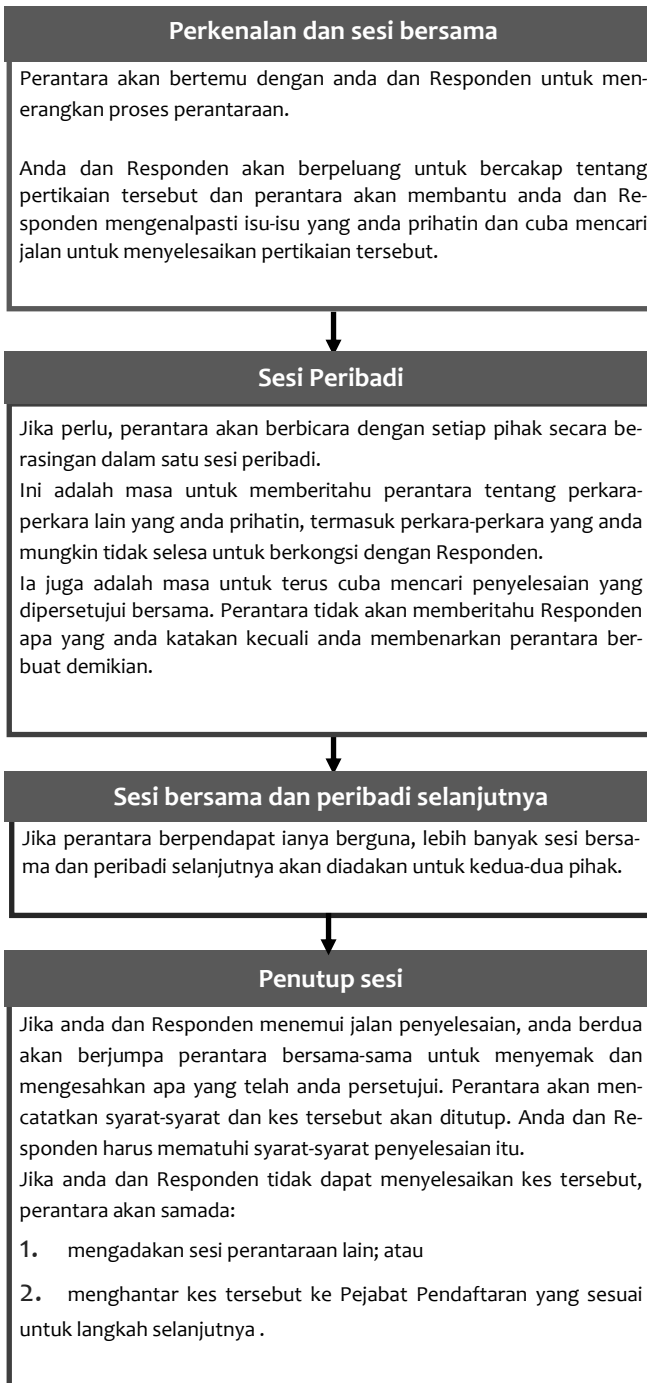 Perkenalan dan sesi bersama
Perantara akan bertemu dengan anda dan Responden untuk men-
erangkan proses perantaraan.
Anda dan Responden akan berpeluang untuk bercakap tentang
pertikaian tersebut dan perantara akan membantu anda dan Re-
sponden mengenalpasti isu-isu yang anda prihatin dan cuba mencari
jalan untuk menyelesaikan pertikaian tersebut.
Sesi Peribadi
Jika perlu, perantara akan berbicara dengan setiap pihak secara be-
rasingan dalam satu sesi peribadi.
Ini adalah masa untuk memberitahu perantara tentang perkara-
perkara lain yang anda prihatin, termasuk perkara-perkara yang anda
mungkin tidak selesa untuk berkongsi dengan Responden.
Ia juga adalah masa untuk terus cuba mencari penyelesaian yang
dipersetujui bersama. Perantara tidak akan memberitahu Responden
apa yang anda katakan kecuali anda membenarkan perantara ber-
buat demikian.
Sesi bersama dan peribadi selanjutnya
Jika perantara berpendapat ianya berguna, lebih banyak sesi bersa-
ma dan peribadi selanjutnya akan diadakan untuk kedua-dua pihak.
Penutup sesi
Jika anda dan Responden menemui jalan penyelesaian, anda berdua
akan berjumpa perantara bersama-sama untuk menyemak dan
mengesahkan apa yang telah anda persetujui. Perantara akan men-
catatkan syarat-syarat dan kes tersebut akan ditutup. Anda dan Re-
sponden harus mematuhi syarat-syarat penyelesaian itu.
Jika anda dan Responden tidak dapat menyelesaikan kes tersebut,
perantara akan samada:
1. mengadakan sesi perantaraan lain; atau
2. menghantar kes tersebut ke Pejabat Pendaftaran yang sesuai
untuk langkah selanjutnya .